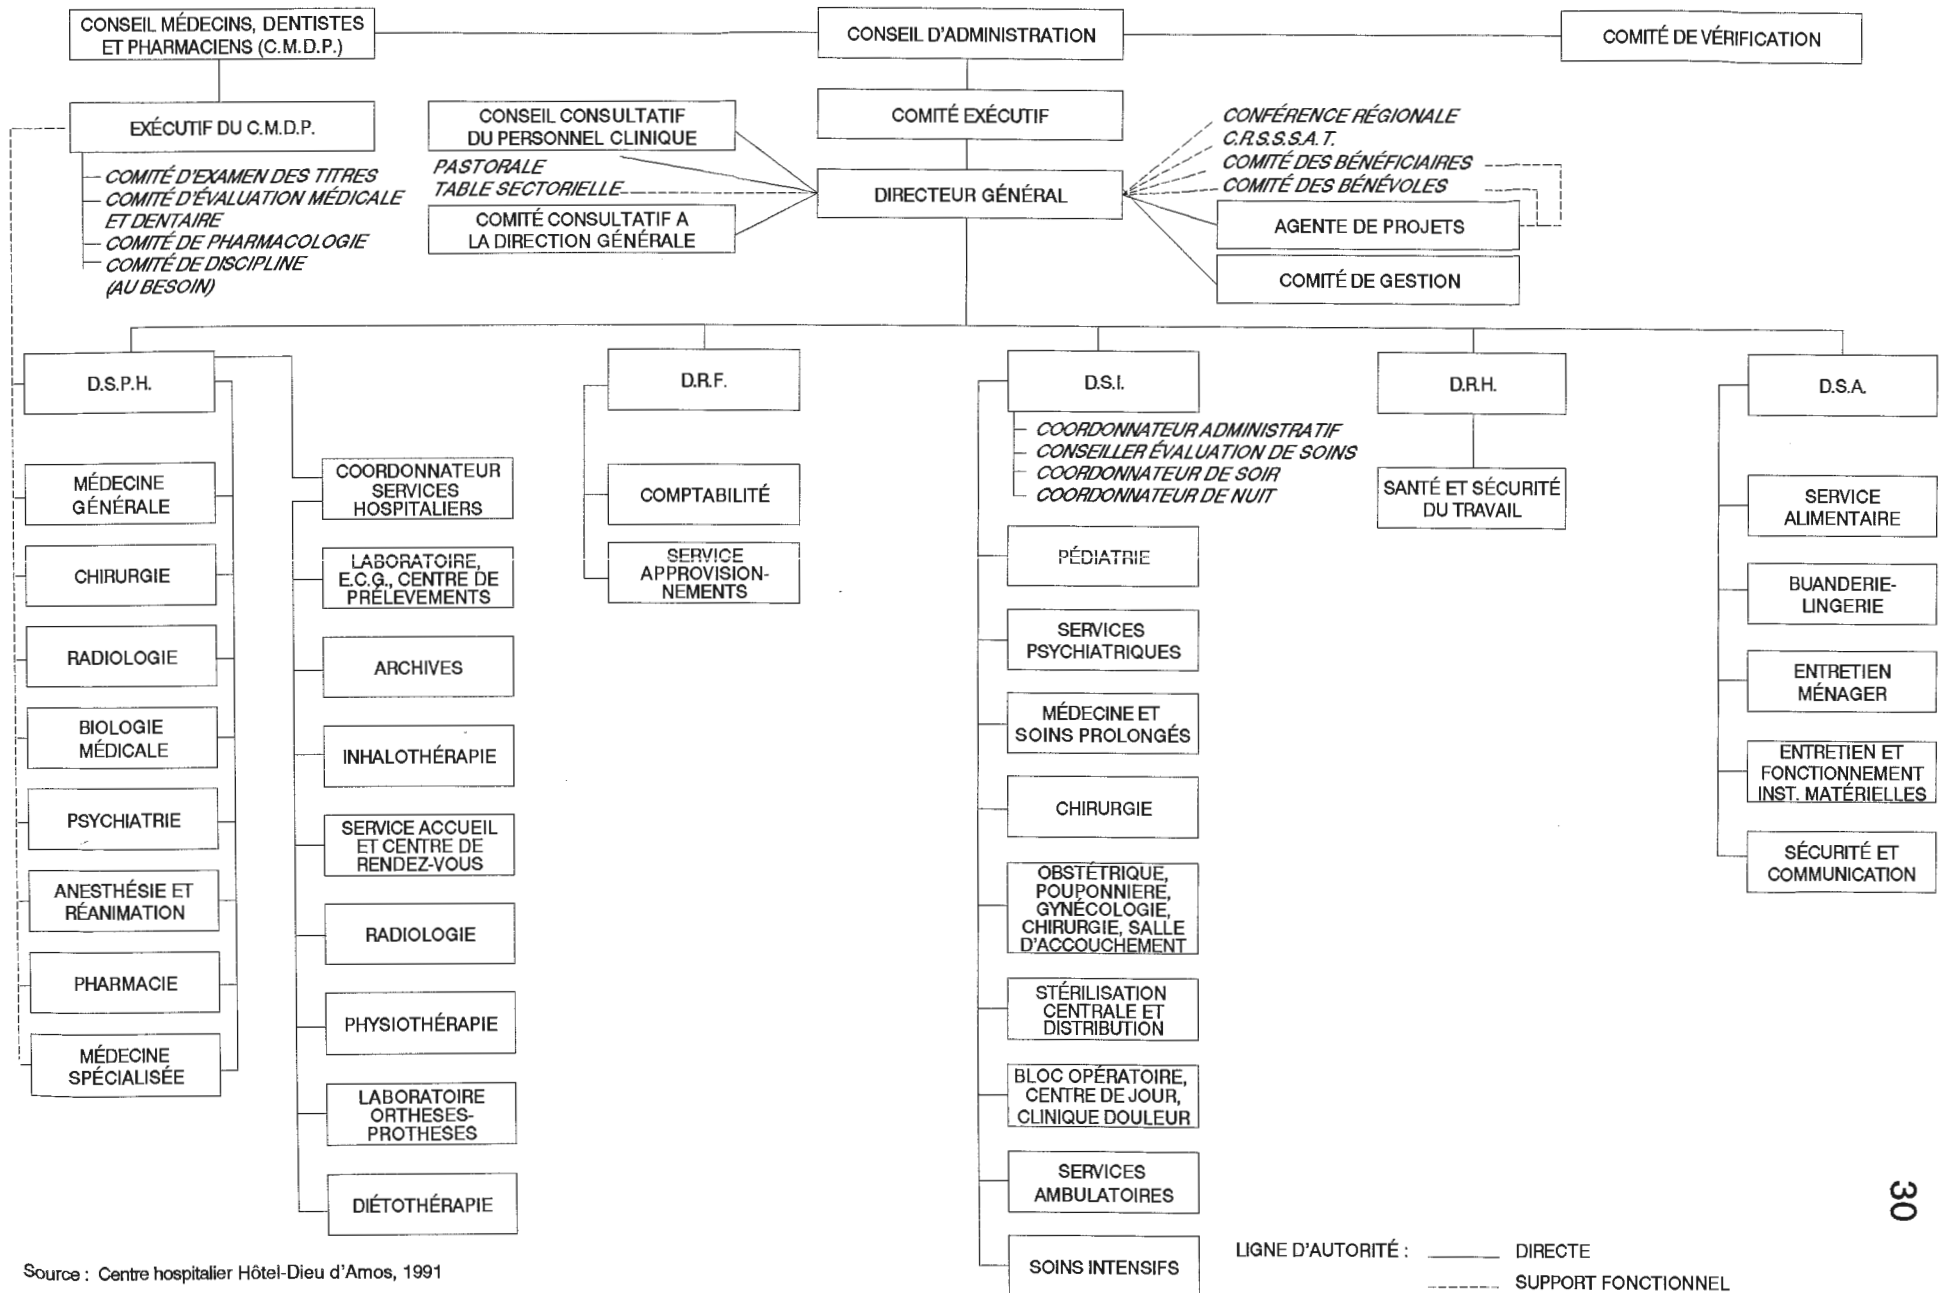 CONSEIL MÉDECINS, DENTISTES
ET PHARMACIENS (C.M.D.P.)
CONSEIL D'ADMINISTRATION
COMITÉ DE VÉRIFICATION
EXÉCUTIF DU C.M.D.P.
COMITÉ D'EXAMEN DES TITRES
COMITÉ D'ÉVALUATION MÉDICALE
ET DENTAIRE
COMITÉ DE PHARMACOLOGIE
COMITÉ DE DISCIPLINE
(AU BESOIN)
CONSEIL CONSULTATIF
DU PERSONNEL CLINIQUE
PASTORALE
TABLE SECTORIELLE
COMITÉ CONSULTATIF A
LA DIRECTION GÉNÉRALE
COMITÉ EXÉCUTIF
DIRECTEUR GÉNÉRAL
CONFÉRENCE RÉGIONALE
C.R.S.S.S.A.T.
COMITÉ DES BÉNÉFICIAIRES
COMITÉ DES BÉNÉVOLES
AGENTE DE PROJETS
COMITÉ DE GESTION
D.S.P.H.
MÉDECINE
GÉNÉRALE
CHIRURGIE
RADIOLOGIE
BIOLOGIE
MÉDICALE
PSYCHIATRIE
ANESTHÉSIE ET
RÉANIMATION
PHARMACIE
MÉDECINE
SPÉCIALISÉE
COORDONNATEUR
SERVICES
HOSPITALIERS
LABORATOIRE,
E.C.G., CENTRE DE
PRÉLEVEMENTS
ARCHIVES
INHALOTHÉRAPIE
SERVICE ACCUEIL
ET CENTRE DE
RENDEZ-VOUS
RADIOLOGIE
PHYSIOTHÉRAPIE
LABORATOIRE
ORTHESES-
PROTHESES
DIÉTOTHÉRAPIE
D.R.F.
COMPTABILITÉ
SERVICE
APPROVISION-
NEMENTS
D.S.I.
COORDONNATEUR ADMINISTRATIF
CONSEILLER ÉVALUATION DE SOINS
COORDONNATEUR DE SOIR
COORDONNATEUR DE NUIT
PÉDIATRIE
SERVICES
PSYCHIATRIQUES
MÉDECINE ET
SOINS PROLONGÉS
CHIRURGIE
OBSTÉTRIQUE,
POUPONNIERE,
GYNÉCOLOGIE,
CHIRURGIE, SALLE
D'ACCOUCHEMENT
STÉRILISATION
CENTRALE ET
DISTRIBUTION
BLOC OPÉRATOIRE,
CENTRE DE JOUR,
CLINIQUE DOULEUR
SERVICES
AMBULATOIRES
SOINS INTENSIFS
D.R.H.
SANTÉ ET SÉCURITÉ
DU TRAVAIL
D.S.A.
SERVICE
ALIMENTAIRE
BUANDERIE-
LINGERIE
ENTRETIEN
MÉNAGER
ENTRETIEN ET
FONCTIONNEMENT
INST. MATÉRIELLES
SÉCURITÉ ET
COMMUNICATION
30
LIGNE D'AUTORITÉ : DIRECTE
SUPPORT FONCTIONNEL
Source : Centre hospitalier Hôtel-Dieu d'Amos, 1991